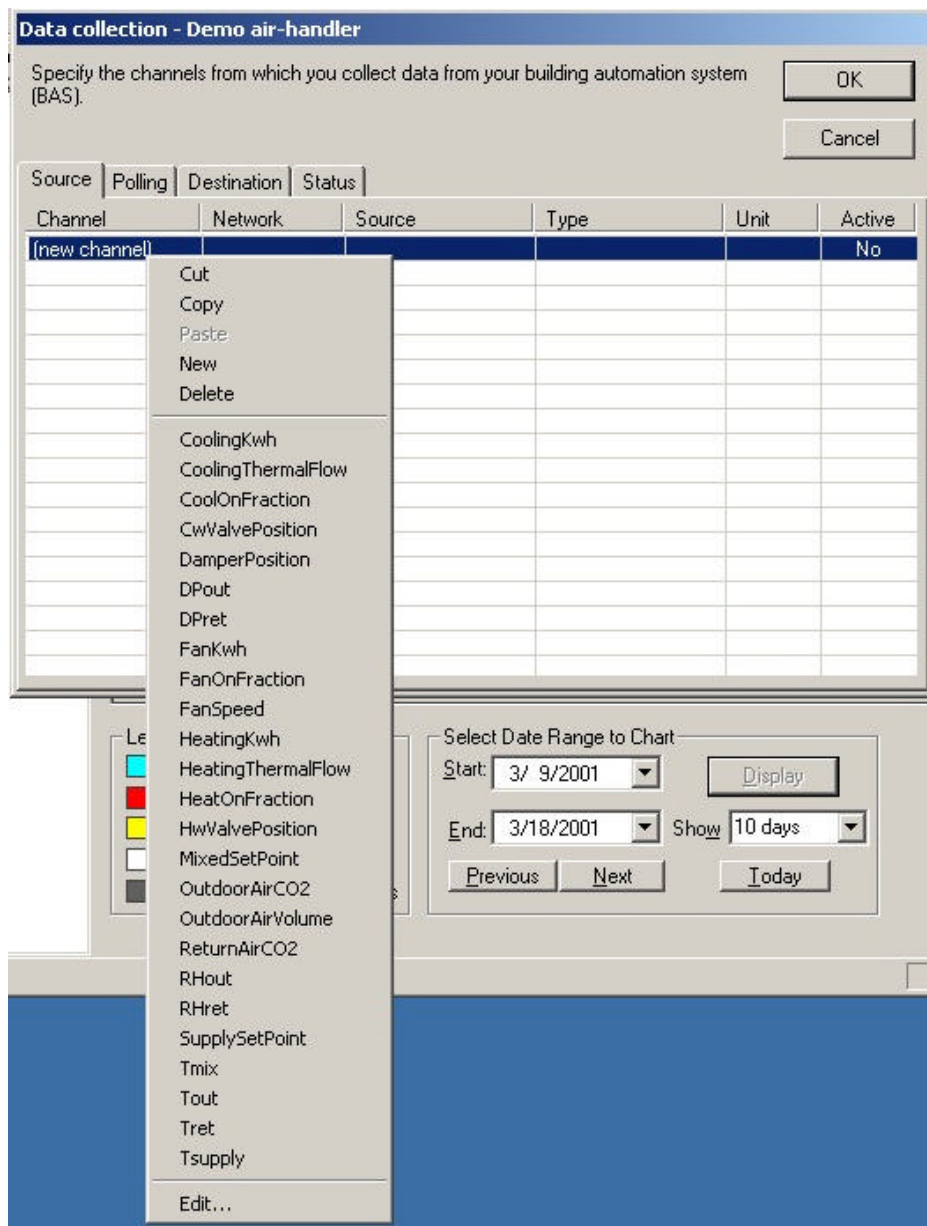 Data collection - Demo air-handler
Specify the channels from which you collect data from your building automation system
(BAS).
OK
Cancel
Source Polling Destination Status
Channel Network Source Type Unit Active
(new channel) No
Cut
Copy
Paste
New
Delete
CoolingKwh
CoolingThermalFlow
CoolOnFraction
CwValvePosition
DamperPosition
DPout
DPret
FanKwh
FanOnFraction
FanSpeed
HeatingKwh
HeatingThermalFlow
HeatOnFraction
HwValvePosition
MixedSetPoint
OutdoorAirCO2
OutdoorAirVolume
ReturnAirCO2
RHout
RHret
SupplySetPoint
Tmix
Tout
Tret
Tsupply
Edit...
Le
s
Select Date Range to Chart
Start: 3/ 9/2001 Display
End: 3/18/2001 Show 10 days
Previous Next Today